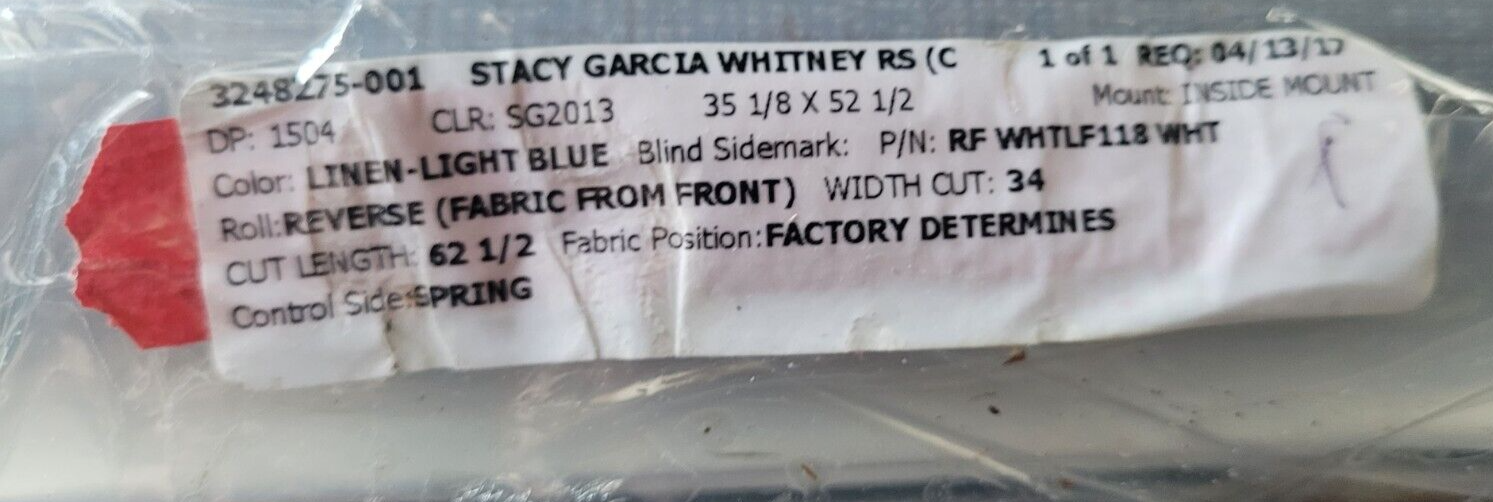 3248275-001 STACY GARCIA WHITNEY RS (C 1 of 1 REQ: 04/13/17
DP: 1504 CLR: SG2013 35 1/8 X 52 1/2 Mount: INSIDE MOUNT
Color: LINEN-LIGHT BLUE Blind Sidemark: P/N: RF WHTLF118 WHT
Roll:REVERSE (FABRIC FROM FRONT) WIDTH CUT: 34
CUT LENGTH: 62 1/2 Fabric Position:FACTORY DETERMINES
Control Side:SPRING